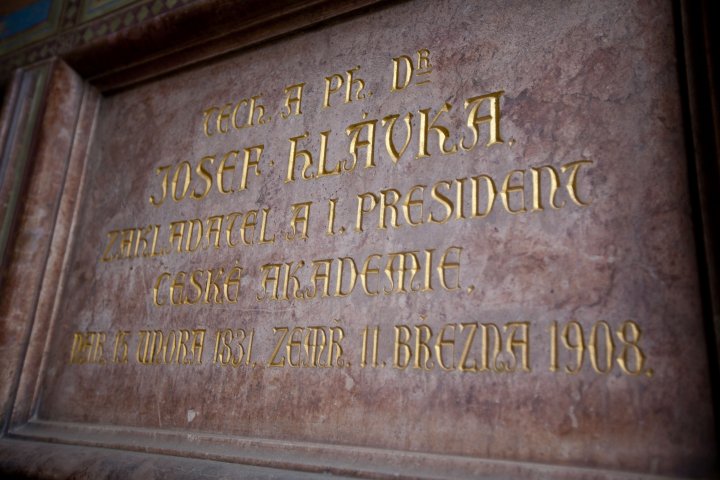 TECH. A PH. DR
JOSEF · HLÁVKA.
ZAKLADATEL A I. PRESIDENT
ČESKÉ AKADEMIE.
NAR. 15. ÚNORA 1831. ZEMŘ. 11. BŘEZNA 1908.